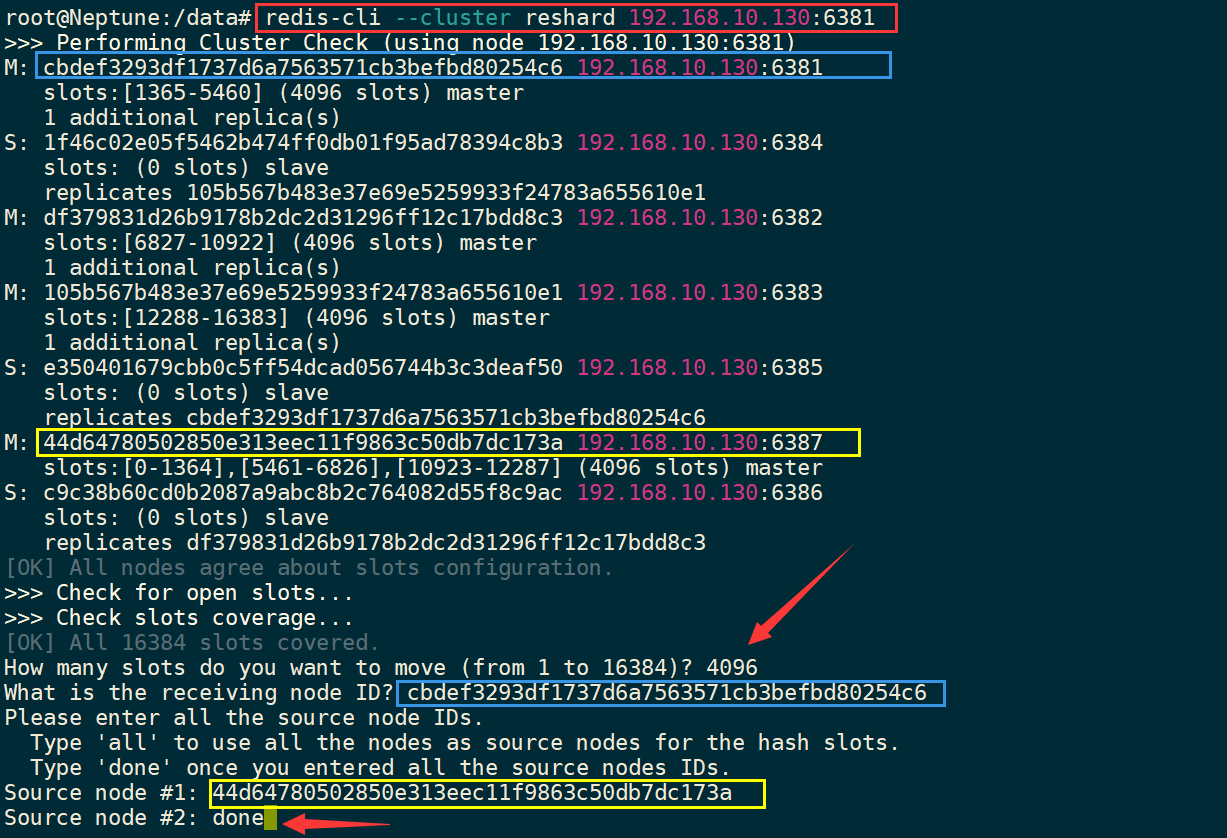 root@Neptune:/data# redis-cli --cluster reshard 192.168.10.130:6381
>>> Performing Cluster Check (using node 192.168.10.130:6381)
M: cbdef3293df1737d6a7563571cb3befbd80254c6 192.168.10.130:6381
   slots:[1365-5460] (4096 slots) master
   1 additional replica(s)
S: 1f46c02e05f5462b474ff0db01f95ad78394c8b3 192.168.10.130:6384
   slots: (0 slots) slave
   replicates 105b567b483e37e69e5259933f24783a655610e1
M: df379831d26b9178b2dc2d31296ff12c17bdd8c3 192.168.10.130:6382
   slots:[6827-10922] (4096 slots) master
   1 additional replica(s)
M: 105b567b483e37e69e5259933f24783a655610e1 192.168.10.130:6383
   slots:[12288-16383] (4096 slots) master
   1 additional replica(s)
S: e350401679cbb0c5ff54dcad056744b3c3deaf50 192.168.10.130:6385
   slots: (0 slots) slave
   replicates cbdef3293df1737d6a7563571cb3befbd80254c6
M: 44d64780502850e313eec11f9863c50db7dc173a 192.168.10.130:6387
   slots:[0-1364],[5461-6826],[10923-12287] (4096 slots) master
S: c9c38b60cd0b2087a9abc8b2c764082d55f8c9ac 192.168.10.130:6386
   slots: (0 slots) slave
   replicates df379831d26b9178b2dc2d31296ff12c17bdd8c3
[OK] All nodes agree about slots configuration.
>>> Check for open slots...
>>> Check slots coverage...
[OK] All 16384 slots covered.
How many slots do you want to move (from 1 to 16384)? 4096
What is the receiving node ID? cbdef3293df1737d6a7563571cb3befbd80254c6
Please enter all the source node IDs.
  Type 'all' to use all the nodes as source nodes for the hash slots.
  Type 'done' once you entered all the source nodes IDs.
Source node #1: 44d64780502850e313eec11f9863c50db7dc173a
Source node #2: done